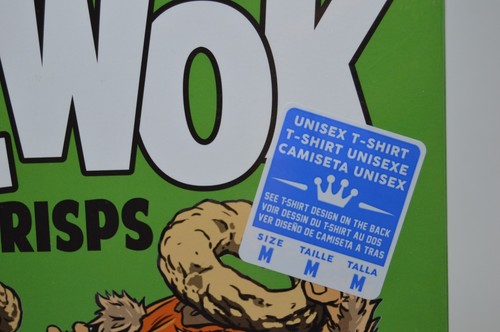 WOK
RISPS
UNISEX T-SHIRT
T-SHIRT UNISEXE
CAMISETA UNISEX
SEE T-SHIRT DESIGN ON THE BACK
VOIR DESSIN DU T-SHIRT AU DOS
VER DISEÑO DE CAMISETA A TRAS
SIZE TAILLE TALLA
M M M